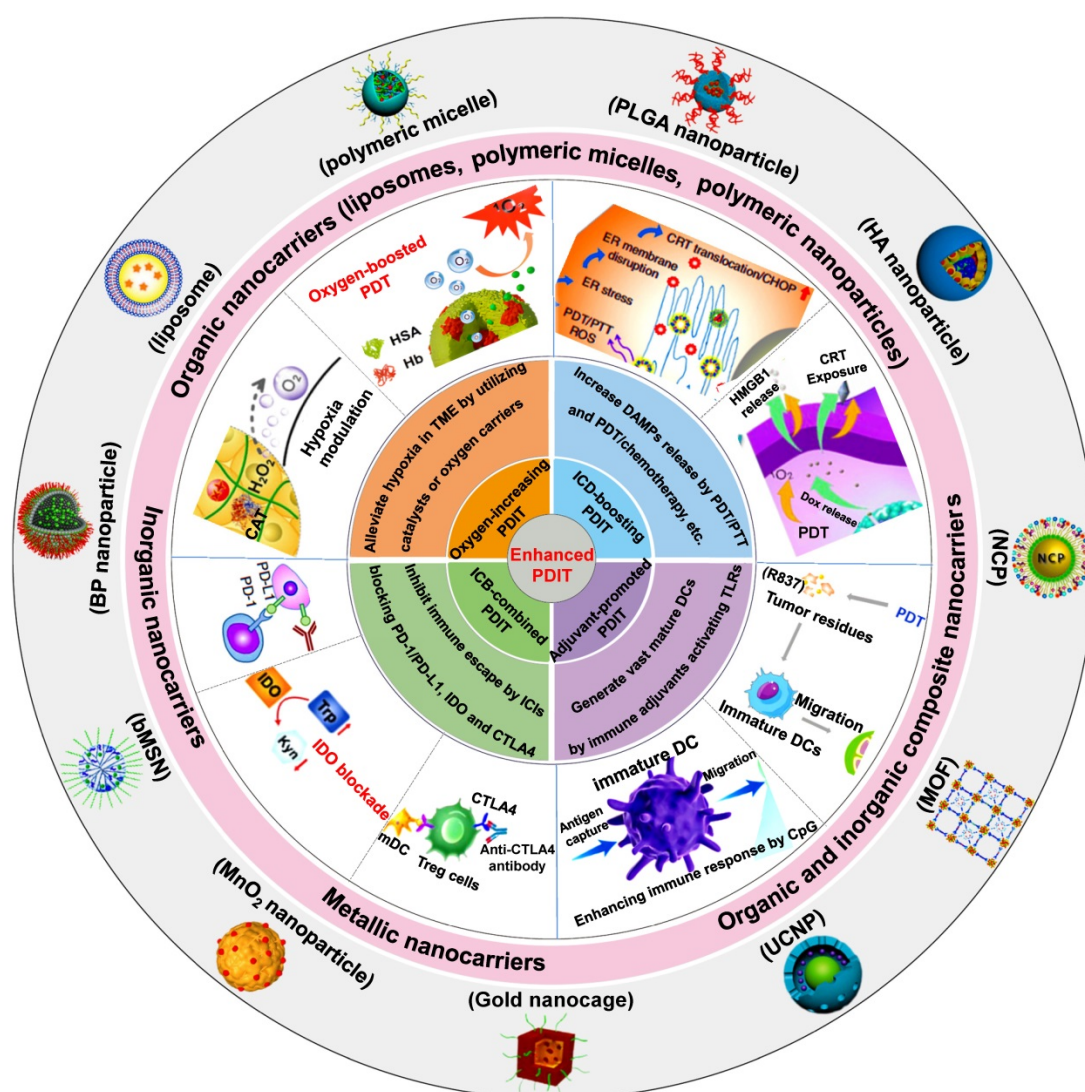 (polymeric micelle)
(PLGA nanoparticle)
(HA nanoparticle)
(NCP)
NCP
(MOF)
(UCNP)
(Gold nanocage)
(MnO₂ nanoparticle)
(bMSN)
(BP nanoparticle)
(liposome)
Organic nanocarriers (liposomes, polymeric micelles, polymeric nanoparticles)
Organic and inorganic composite nanocarriers
Metallic nanocarriers
Inorganic nanocarriers
Oxygen-boosted
PDT
O₂
O₂
O₂
HSA
Hb
O₂
H₂O₂
CAT
Hypoxia
modulation
CRT translocation/CHOP
ER membrane
disruption
ER stress
PDT/PTT
ROS
CRT
Exposure
HMGB1
release
Dox release
PDT
(R837)
Tumor residues
PDT
Migration
Immature DCs
immature DC
Migration
Antigen
capture
Enhancing immune response by CpG
CTLA4
Anti-CTLA4
antibody
mDC
Treg cells
IDO
Trp
Kyn
IDO blockade
PD-L1
PD-1
Alleviate hypoxia in TME by utilizing
catalysts or oxygen carriers
Oxygen-increasing
PDIT
Increase DAMPs release by PDT/PTT
and PDT/chemotherapy, etc.
ICD-boosting
PDIT
Enhanced
PDIT
ICB-combined
PDIT
Inhibit immune escape by ICIs
blocking PD-1/PD-L1, IDO and CTLA4
Adjuvant-promoted
PDIT
Generate vast mature DCs
by immune adjuvants activating TLRs